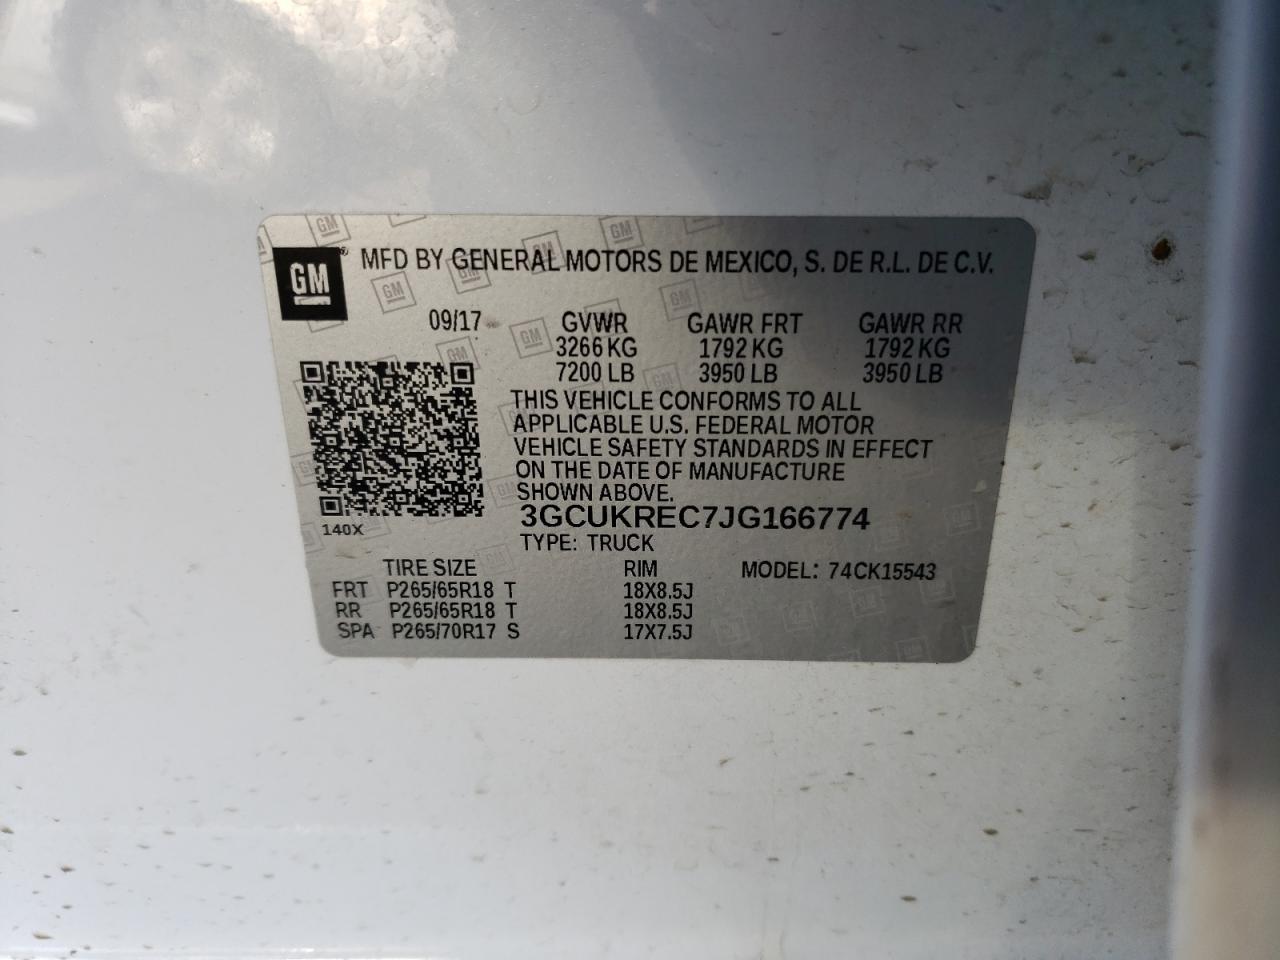 GM
MFD BY GENERAL MOTORS DE MEXICO, S. DE R.L. DE C.V.
09/17 GVWR GAWR FRT GAWR RR
3266 KG 1792 KG 1792 KG
7200 LB 3950 LB 3950 LB
THIS VEHICLE CONFORMS TO ALL
APPLICABLE U.S. FEDERAL MOTOR
VEHICLE SAFETY STANDARDS IN EFFECT
ON THE DATE OF MANUFACTURE
SHOWN ABOVE.
3GCUKREC7JG166774
140X
TYPE: TRUCK
TIRE SIZE RIM MODEL: 74CK15543
FRT P265/65R18 T 18X8.5J
RR P265/65R18 T 18X8.5J
SPA P265/70R17 S 17X7.5J